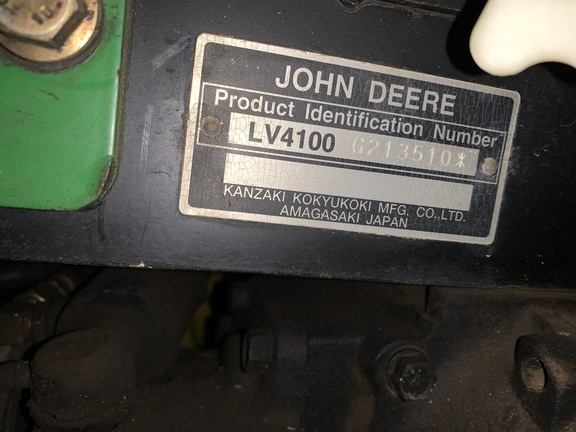 JOHN DEERE
Product Identification Number
LV4100 G213510*
KANZAKI KOKYUKOKI MFG. CO.,LTD.
AMAGASAKI JAPAN